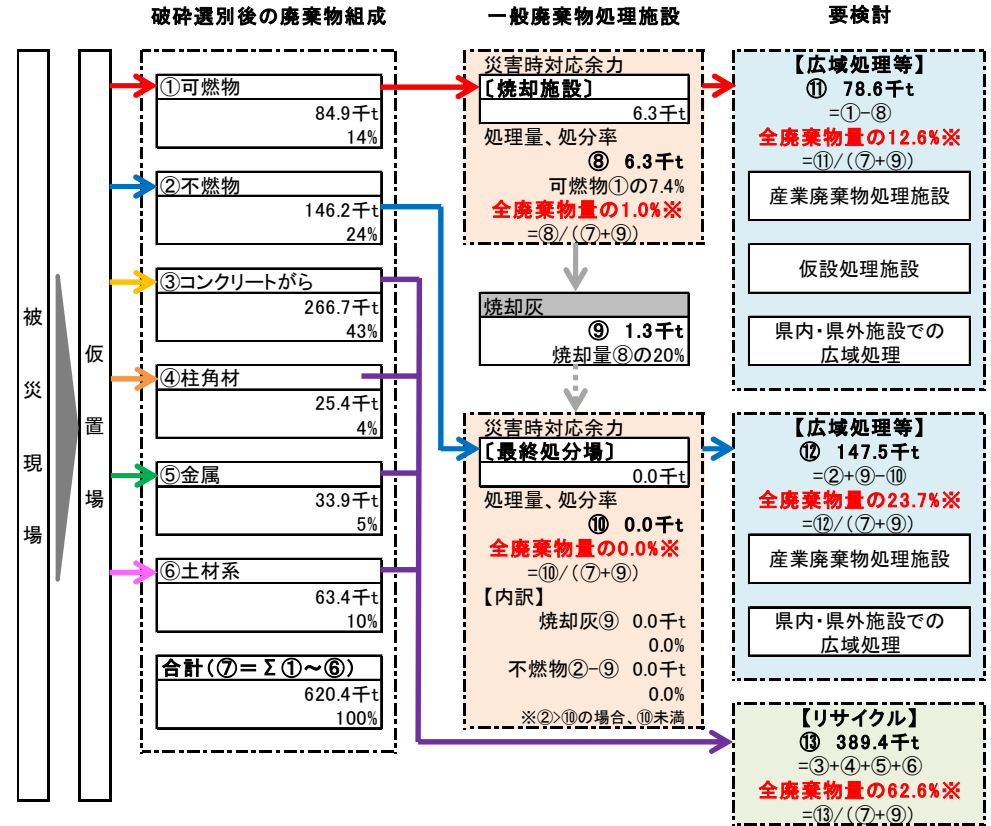 破砕選別後の廃棄物組成
一般廃棄物処理施設
要検討
被災現場
仮置場
①可燃物
84.9千t
14%
②不燃物
146.2千t
24%
③コンクリートがら
266.7千t
43%
④柱角材
25.4千t
4%
⑤金属
33.9千t
5%
⑥土材系
63.4千t
10%
合計(⑦=Σ①～⑥)
620.4千t
100%
災害時対応余力
〔焼却施設〕
6.3千t
処理量、処分率
⑧ 6.3千t
可燃物①の7.4%
全廃棄物量の1.0%※
=⑧/(⑦+⑨)
焼却灰
⑨ 1.3千t
焼却量⑧の20%
災害時対応余力
〔最終処分場〕
0.0千t
処理量、処分率
⑩ 0.0千t
全廃棄物量の0.0%※
=⑩/(⑦+⑨)
【内訳】
焼却灰⑨ 0.0千t
0.0%
不燃物②-⑨ 0.0千t
0.0%
※②>⑩の場合、⑩未満
【広域処理等】
⑪ 78.6千t
=①-⑧
全廃棄物量の12.6%※
=⑪/(⑦+⑨)
産業廃棄物処理施設
仮設処理施設
県内・県外施設での
広域処理
【広域処理等】
⑫ 147.5千t
=②+⑨-⑩
全廃棄物量の23.7%※
=⑫/(⑦+⑨)
産業廃棄物処理施設
県内・県外施設での
広域処理
【リサイクル】
⑬ 389.4千t
=③+④+⑤+⑥
全廃棄物量の62.6%※
=⑬/(⑦+⑨)